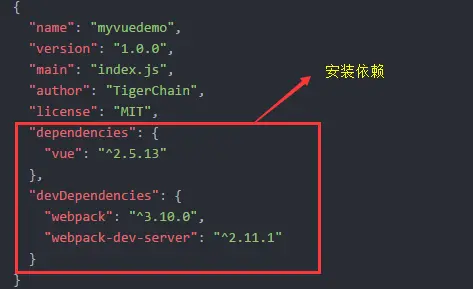 {
"name": "myvuedemo",
"version": "1.0.0",
"main": "index.js",
"author": "TigerChain",
"license": "MIT",
"dependencies": {
"vue": "^2.5.13"
},
"devDependencies": {
"webpack": "^3.10.0",
"webpack-dev-server": "^2.11.1"
}
}
安装依赖